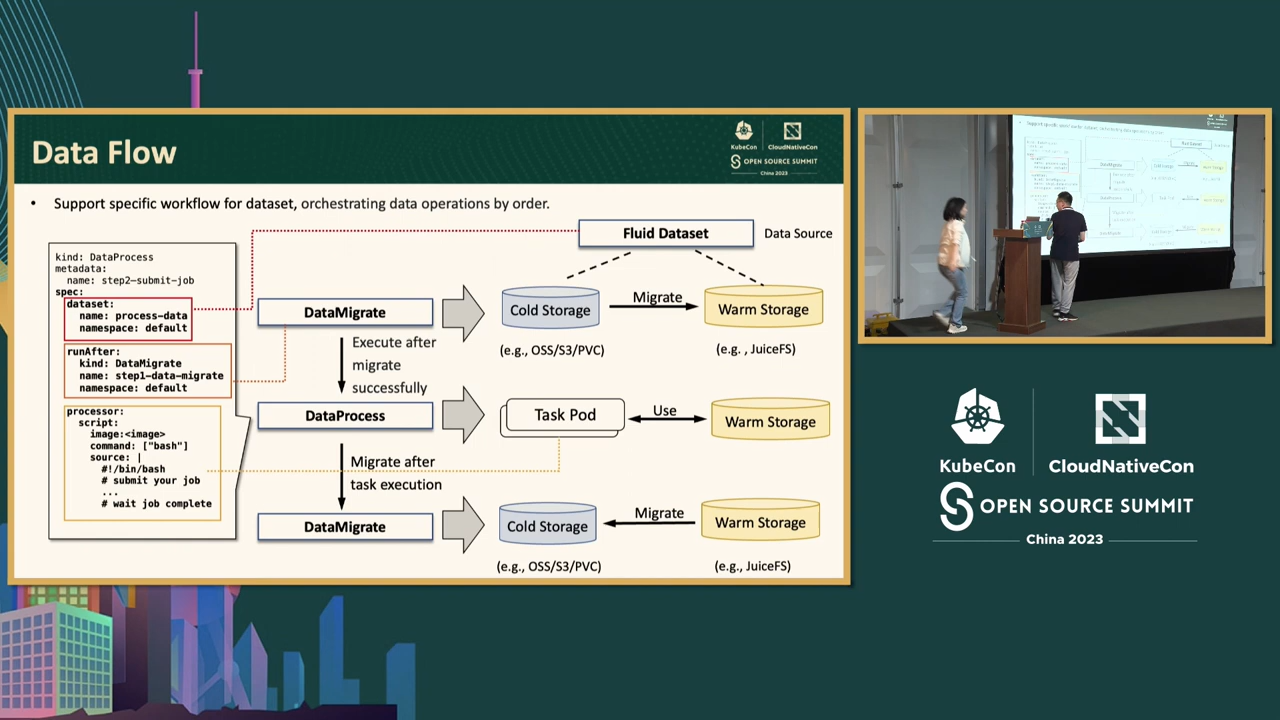 Data Flow
KubeCon
CloudNativeCon
OPEN SOURCE SUMMIT
China 2023
• Support specific workflow for dataset, orchestrating data operations by order.
kind: DataProcess
metadata:
name: step2-submit-job
spec:
dataset:
name: process-data
namespace: default
runAfter:
kind: DataMigrate
name: step1-data-migrate
namespace: default
processor:
script:
image:<image>
command: ["bash"]
source: |
#!/bin/bash
# submit your job
...
# wait job complete
Fluid Dataset
Data Source
DataMigrate
Cold Storage
Migrate
Warm Storage
(e.g., OSS/S3/PVC)
(e.g. , JuiceFS)
Execute after
migrate
successfully
DataProcess
Task Pod
Use
Warm Storage
Migrate after
task execution
DataMigrate
Cold Storage
Migrate
Warm Storage
(e.g., OSS/S3/PVC)
(e.g., JuiceFS)
KubeCon
CloudNativeCon
OPEN SOURCE SUMMIT
China 2023